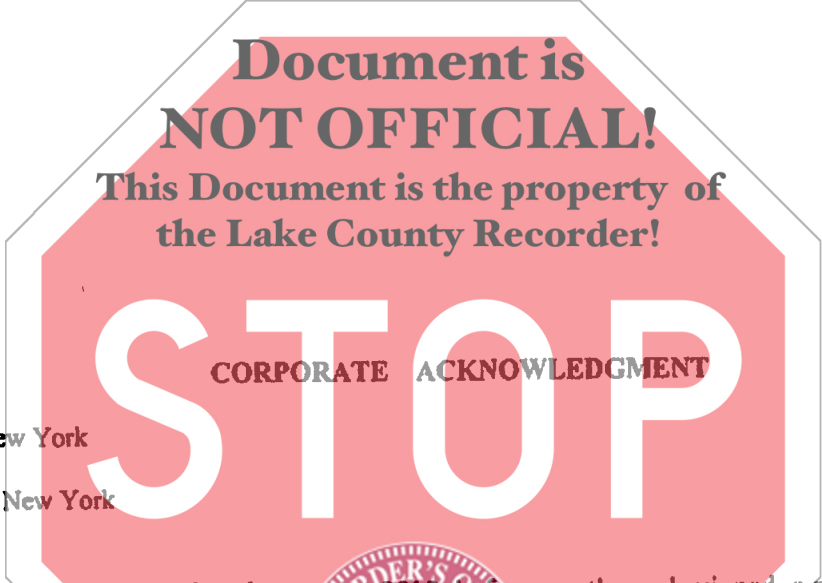 Document is
NOT OFFICIAL!
This Document is the property of
the Lake County Recorder!
STOP
CORPORATE ACKNOWLEDGMENT
ew York
New York